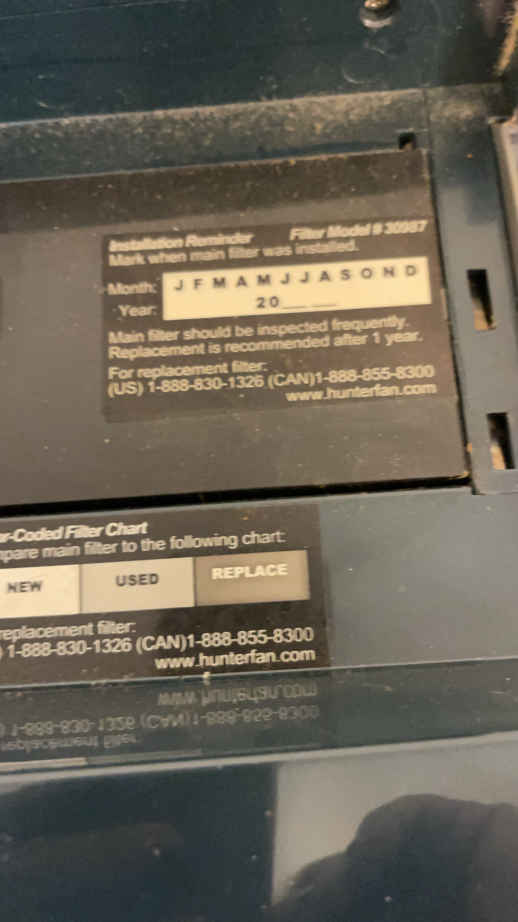 Installation Reminder Filter Model # 30987
Mark when main filter was installed.
Month: J F M A M J J A S O N D
Year: 20__ __
Main filter should be inspected frequently.
Replacement is recommended after 1 year.
For replacement filter:
(US) 1-888-830-1326 (CAN)1-888-855-8300
www.hunterfan.com
r-Coded Filter Chart
pare main filter to the following chart:
NEW USED REPLACE
replacement filter:
) 1-888-830-1326 (CAN)1-888-855-8300
www.hunterfan.com